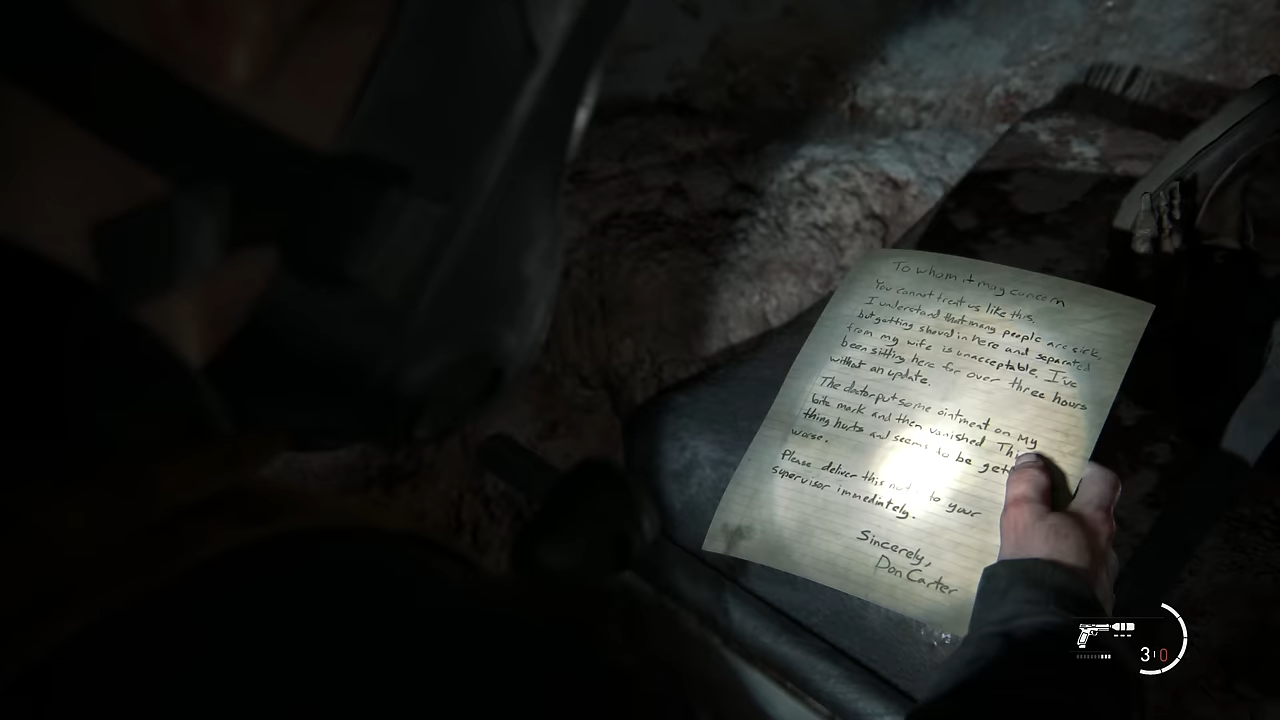 To whom it may concern
You cannot treat us like this.
I understand that many people are sick,
but getting shoved in here and separated
from my wife is unacceptable. I've
been sitting here for over three hours
without an update.
The doctor put some ointment on my
bite mark and then vanished. Thi
thing hurts and seems to be get
worse.
Please deliver this no to your
supervisor immediately.
Sincerely,
Don Carter
3 0